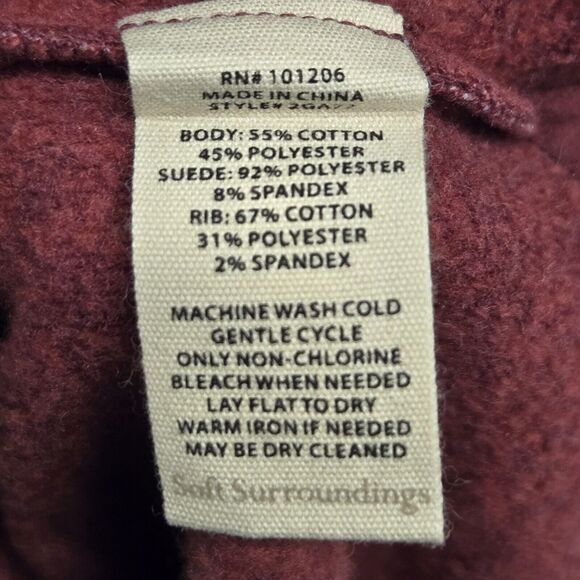 RN# 101206
MADE IN CHINA
STYLE#
BODY: 55% COTTON
45% POLYESTER
SUEDE: 92% POLYESTER
8% SPANDEX
RIB: 67% COTTON
31% POLYESTER
2% SPANDEX
MACHINE WASH COLD
GENTLE CYCLE
ONLY NON-CHLORINE
BLEACH WHEN NEEDED
LAY FLAT TO DRY
WARM IRON IF NEEDED
MAY BE DRY CLEANED
Soft Surroundings